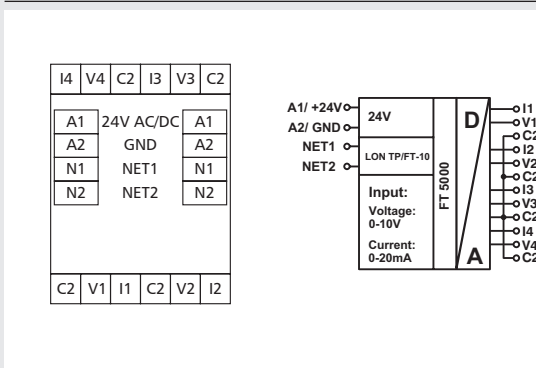 I4 V4 C2 I3 V3 C2
A1 24V AC/DC A1
A2 GND A2
N1 NET1 N1
N2 NET2 N2
C2 V1 I1 C2 V2 I2
A1/ +24V
A2/ GND
NET1
NET2
24V
LON TP/FT-10
Input:
Voltage:
0-10V
Current:
0-20mA
FT 5000
D
A
I1
V1
C2
I2
V2
C2
I3
V3
C2
I4
V4
C2